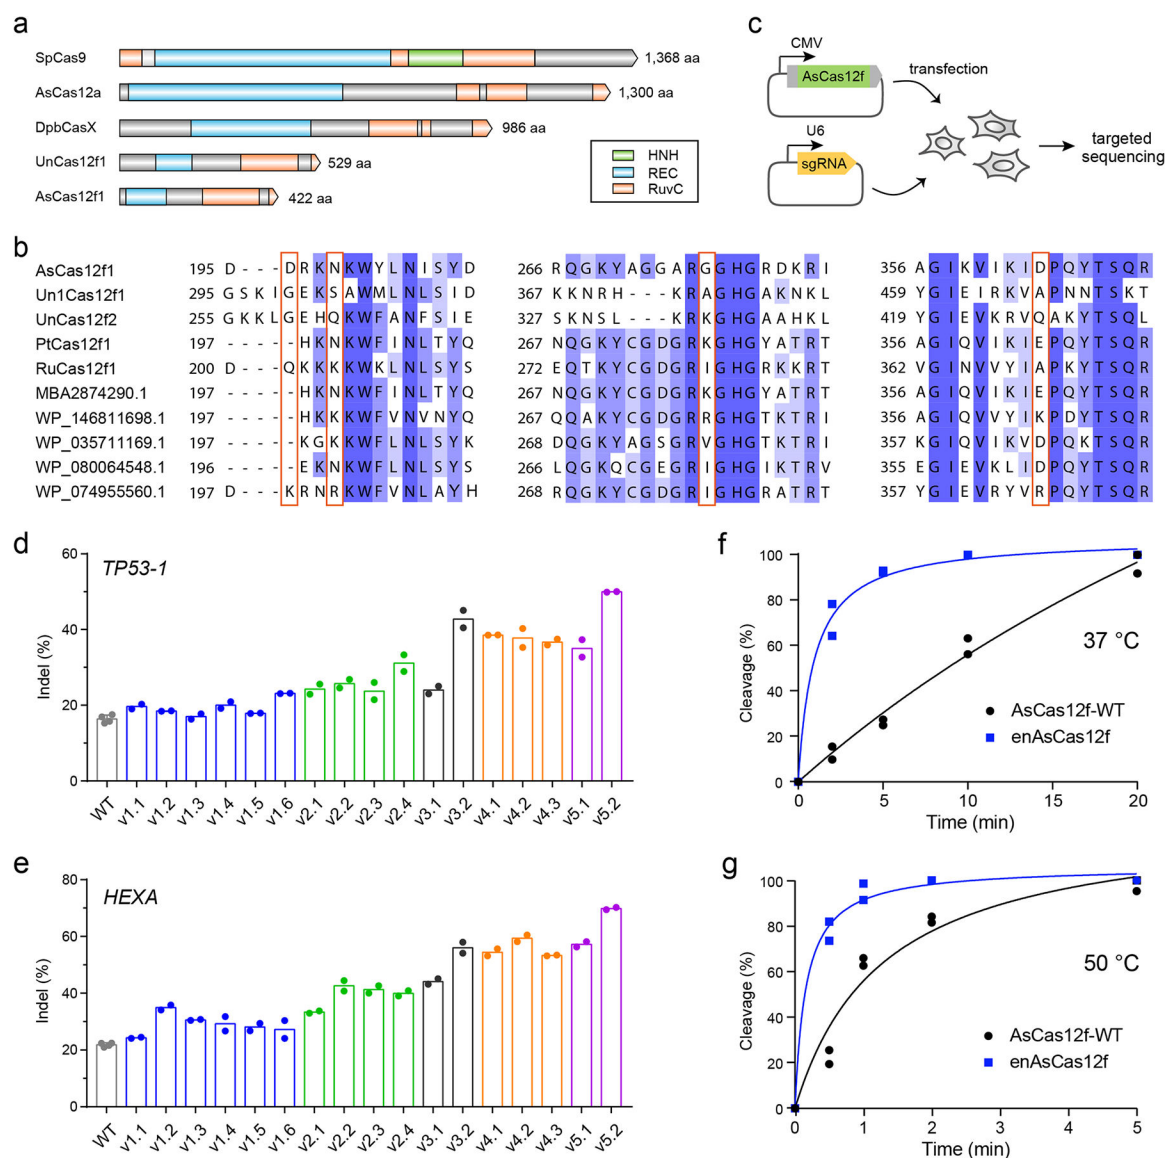 a
SpCas9 1,368 aa
AsCas12a 1,300 aa
DpbCasX 986 aa
UnCas12f1 529 aa
AsCas12f1 422 aa
HNH
REC
RuvC
c
CMV
AsCas12f
transfection
U6
sgRNA
targeted
sequencing
b
AsCas12f1 195 D - - - D R K N K W Y L N I S Y D 266 R Q G K Y A G G A R G G H G R D K R I 356 A G I K V I K I D P Q Y T S Q R
Un1Cas12f1 295 G S K I G E K S A W M L N L S I D 367 K K N R H - - - K R A G H G A K N K L 459 Y G I E I R K V A P N N T S K T
UnCas12f2 255 G K K L G E H Q K W F A N F S I E 327 K N S L - - - K R K G H G A A H K L 419 Y G I E V K R V Q A K Y T S Q L
PtCas12f1 197 - - - - - H K N K W F I N L T Y Q 267 N Q G K Y C G D G R K G H G Y A T R T 356 A G I Q V I K I E P Q Y T S Q R
RuCas12f1 200 D - - - Q K K K K W K L N L S Y S 272 E Q T K Y C G D G R I G H G Y K T R T 362 V G I N V V Y I A P K Y T S Q R
MBA2874290.1 197 - - - - - H K N K W F I N L T Y Q 267 N Q G K Y C G D G R K G H G Y A T R T 356 A G I Q V I K I E P Q Y T S Q R
WP_146811698.1 197 - - - - - H K K K W F V N V N Y Q 267 Q Q A K Y C G D G R R G H G T K T R I 356 A G I Q V V Y I K P D Y T S Q R
WP_035711169.1 197 - - - - - K G K K W F L N L S Y K 268 D Q G K Y A G S G R V G H G T K T R I 357 K G I Q V I K V D P Q K T S Q R
WP_080064548.1 196 - - - - - E K N K W F L N L S Y S 266 L Q G K Q C G E G R I G H G I K T R V 355 E G I E V K L I D P Q Y T S Q R
WP_074955560.1 197 D - - - K R N R K W F V N L A Y H 268 R Q G K Y C G D G R I G H G R A T R T 357 Y G I E V R Y V R P Q Y T S Q R
d
TP53-1
Indel (%)
60
40
20
0
WT v1.1 v1.2 v1.3 v1.4 v1.5 v1.6 v2.1 v2.2 v2.3 v2.4 v3.1 v3.2 v4.1 v4.2 v4.3 v5.1 v5.2
e
HEXA
Indel (%)
80
60
40
20
0
WT v1.1 v1.2 v1.3 v1.4 v1.5 v1.6 v2.1 v2.2 v2.3 v2.4 v3.1 v3.2 v4.1 v4.2 v4.3 v5.1 v5.2
f
Cleavage (%)
100
80
60
40
20
0
37 °C
AsCas12f-WT
enAsCas12f
0 5 10 15 20
Time (min)
g
Cleavage (%)
100
80
60
40
20
0
50 °C
AsCas12f-WT
enAsCas12f
0 1 2 3 4 5
Time (min)